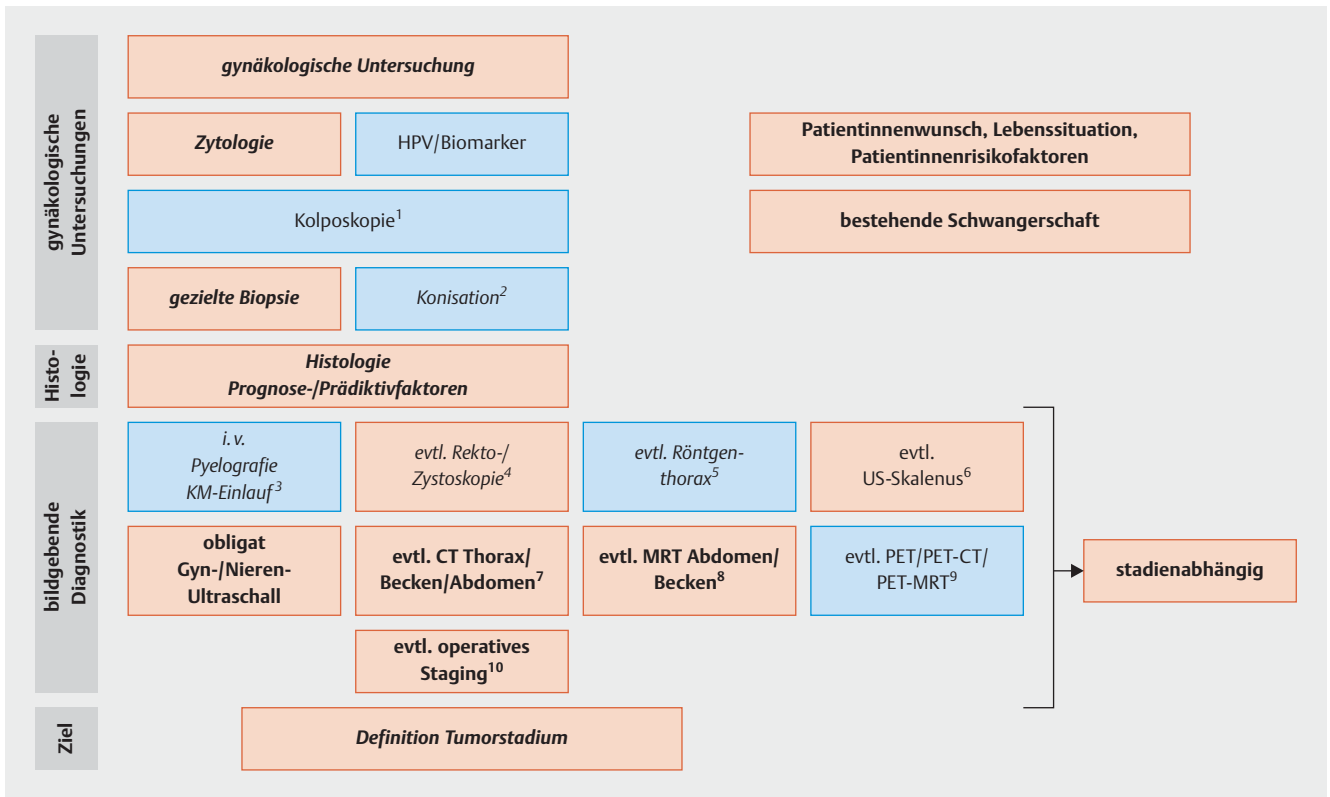 gynäkologische
Untersuchungen
gynäkologische Untersuchung
Zytologie
HPV/Biomarker
Kolposkopie1
gezielte Biopsie
Konisation2
Patientinnenwunsch, Lebenssituation,
Patientinnenrisikofaktoren
bestehende Schwangerschaft
Histo-
logie
Histologie
Prognose-/Prädiktivfaktoren
bildgebende
Diagnostik
i. v.
Pyelografie
KM-Einlauf3
evtl. Rekto-/
Zystoskopie4
evtl. Röntgen-
thorax5
evtl.
US-Skalenus6
obligat
Gyn-/Nieren-
Ultraschall
evtl. CT Thorax/
Becken/Abdomen7
evtl. MRT Abdomen/
Becken8
evtl. PET/PET-CT/
PET-MRT9
stadienabhängig
evtl. operatives
Staging10
Ziel
Definition Tumorstadium